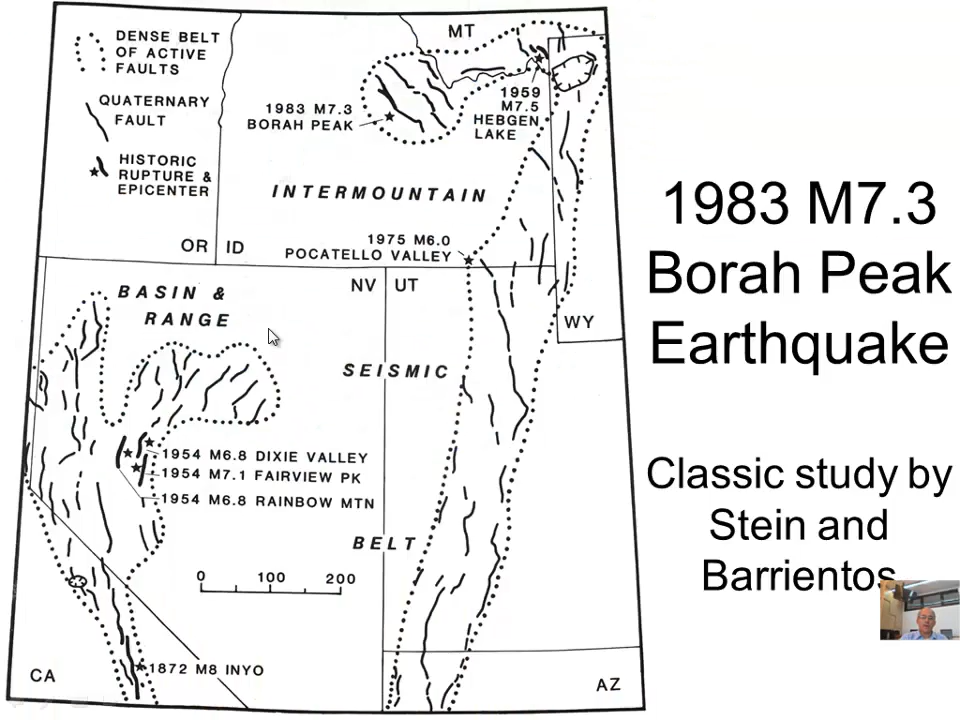 DENSE BELT
OF ACTIVE
FAULTS
QUATERNARY
FAULT
HISTORIC
RUPTURE &
EPICENTER
MT
1983 M7.3
BORAH PEAK
1959
M7.5
HEBGEN
LAKE
INTERMOUNTAIN
OR
ID
1975 M6.0
POCATELLO VALLEY
BASIN &
RANGE
NV
UT
WY
SEISMIC
1954 M6.8 DIXIE VALLEY
1954 M7.1 FAIRVIEW PK
1954 M6.8 RAINBOW MTN
BELT
0 100 200
1872 M8 INYO
CA
AZ
1983 M7.3
Borah Peak
Earthquake
Classic study by
Stein and
Barrientos